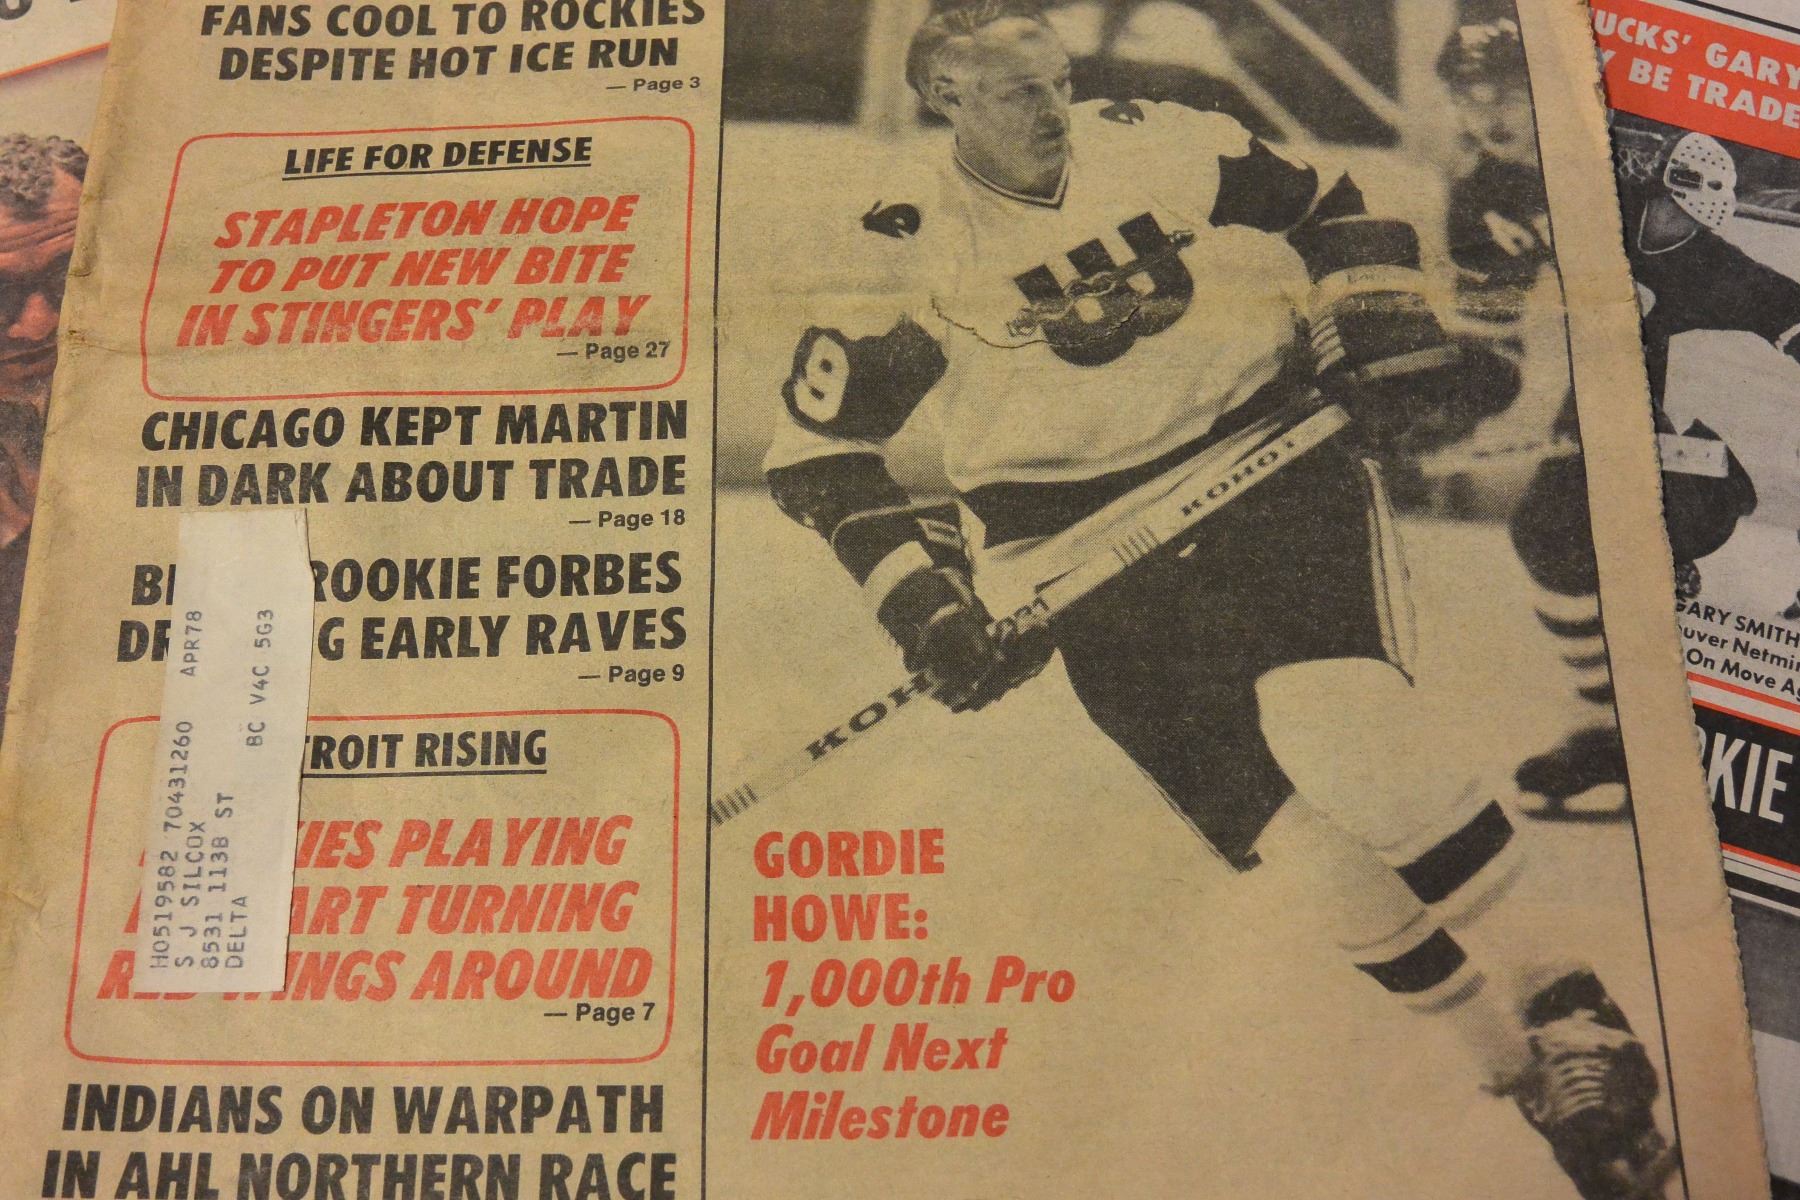 FANS COOL TO ROCKIES
DESPITE HOT ICE RUN
— Page 3
LIFE FOR DEFENSE
STAPLETON HOPE
TO PUT NEW BITE
IN STINGERS' PLAY
— Page 27
CHICAGO KEPT MARTIN
IN DARK ABOUT TRADE
— Page 18
ROOKIE FORBES
G EARLY RAVES
— Page 9
TROIT RISING
IES PLAYING
ART TURNING
INGS AROUND
— Page 7
INDIANS ON WARPATH
IN AHL NORTHERN RACE
H0519582 70431260 APR78
S J SILCOX
8531 113B ST
DELTA BC V4C 5G3
9
KOHO
KOHO
GORDIE
HOWE:
1,000th Pro
Goal Next
Milestone
UCKS' GARY
Y BE TRADE
GARY SMITH
uver Netmi
On Move Ag
OKIE